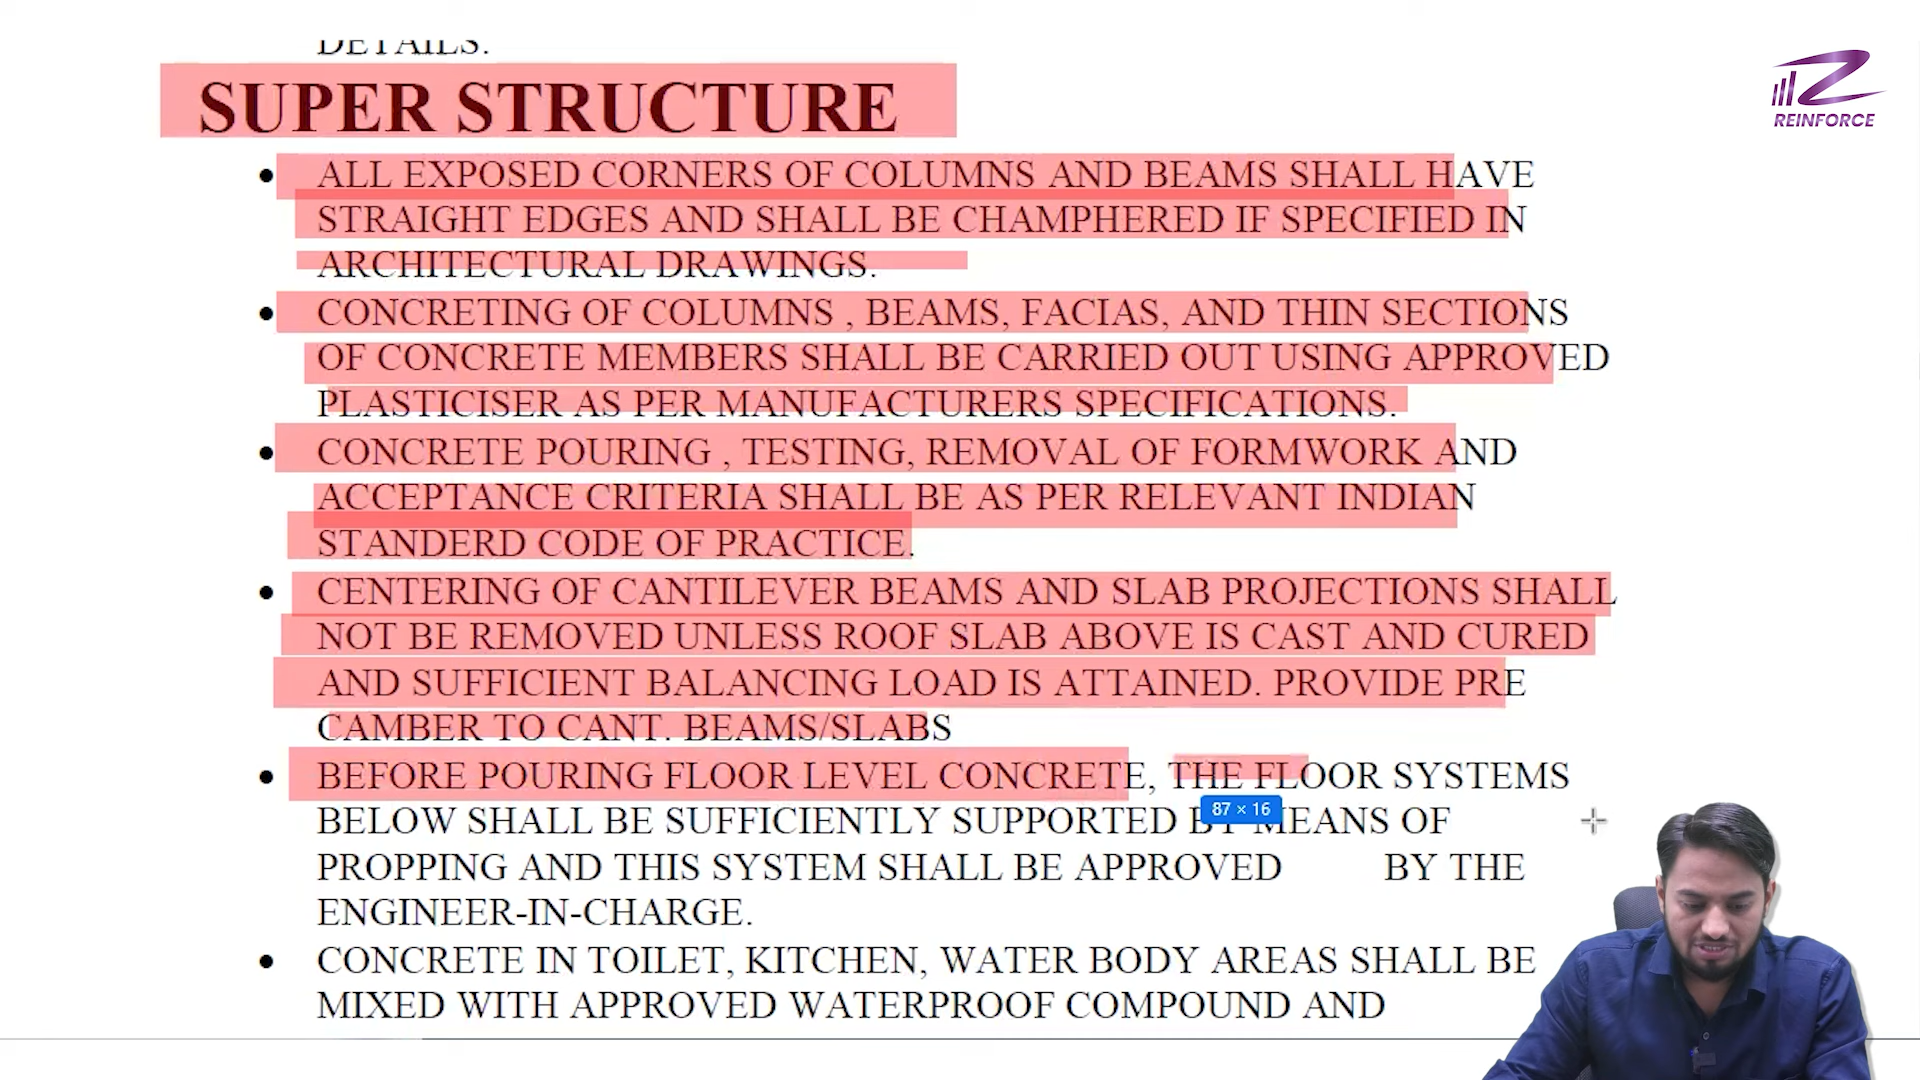 DETAILS.
SUPER STRUCTURE
REINFORCE
• ALL EXPOSED CORNERS OF COLUMNS AND BEAMS SHALL HAVE
STRAIGHT EDGES AND SHALL BE CHAMPHERED IF SPECIFIED IN
ARCHITECTURAL DRAWINGS.
• CONCRETING OF COLUMNS , BEAMS, FACIAS, AND THIN SECTIONS
OF CONCRETE MEMBERS SHALL BE CARRIED OUT USING APPROVED
PLASTICISER AS PER MANUFACTURERS SPECIFICATIONS.
• CONCRETE POURING , TESTING, REMOVAL OF FORMWORK AND
ACCEPTANCE CRITERIA SHALL BE AS PER RELEVANT INDIAN
STANDERD CODE OF PRACTICE.
• CENTERING OF CANTILEVER BEAMS AND SLAB PROJECTIONS SHALL
NOT BE REMOVED UNLESS ROOF SLAB ABOVE IS CAST AND CURED
AND SUFFICIENT BALANCING LOAD IS ATTAINED. PROVIDE PRE
CAMBER TO CANT. BEAMS/SLABS
• BEFORE POURING FLOOR LEVEL CONCRETE, THE FLOOR SYSTEMS
87 × 16
BELOW SHALL BE SUFFICIENTLY SUPPORTED BY MEANS OF
PROPPING AND THIS SYSTEM SHALL BE APPROVED BY THE
ENGINEER-IN-CHARGE.
• CONCRETE IN TOILET, KITCHEN, WATER BODY AREAS SHALL BE
MIXED WITH APPROVED WATERPROOF COMPOUND AND